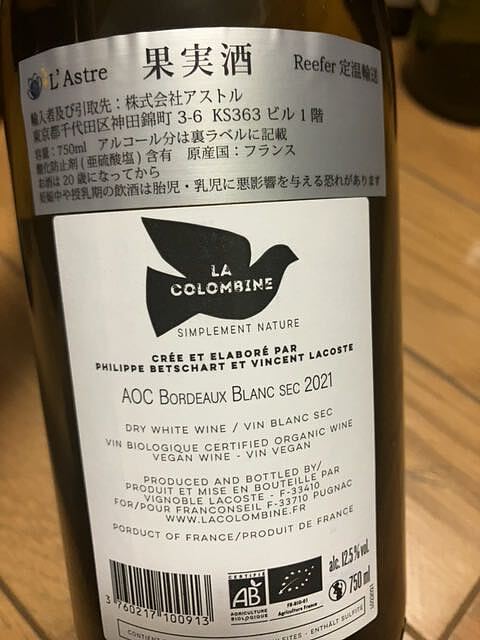 L'Astre 果実酒 Reefer 定温輸送
輸入者及び引取先：株式会社アストル
東京都千代田区神田錦町 3-6 KS363 ビル 1 階
容量：750ml アルコール分は裏ラベルに記載
酸化防止剤(亜硫酸塩)含有 原産国：フランス
お酒は20歳になってから
妊娠中や授乳期の飲酒は胎児・乳児に悪影響を与える恐れがあります
LA
COLOMBINE
SIMPLEMENT NATURE
CRÉE ET ELABORÉ PAR
PHILIPPE BETSCHART ET VINCENT LACOSTE
AOC BORDEAUX BLANC SEC 2021
DRY WHITE WINE / VIN BLANC SEC
VIN BIOLOGIQUE CERTIFIED ORGANIC WINE
VEGAN WINE - VIN VEGAN
PRODUCED AND BOTTLED BY/
PRODUIT ET MISE EN BOUTEILLE PAR
VIGNOBLE LACOSTE - F-33410
FOR/POUR FRANCONSEIL F-33710 PUGNAC
WWW.LACOLOMBINE.FR
PORDUCT OF FRANCE/PRODUIT DE FRANCE
3 760217 100913
CERTIFIÉ
AB
AGRICULTURE
BIOLOGIQUE
FR-BIO-01
Agriculture France
alc. 12.5 % vol.
750 ml
SULFITES - ENTHÄLT SULFITE